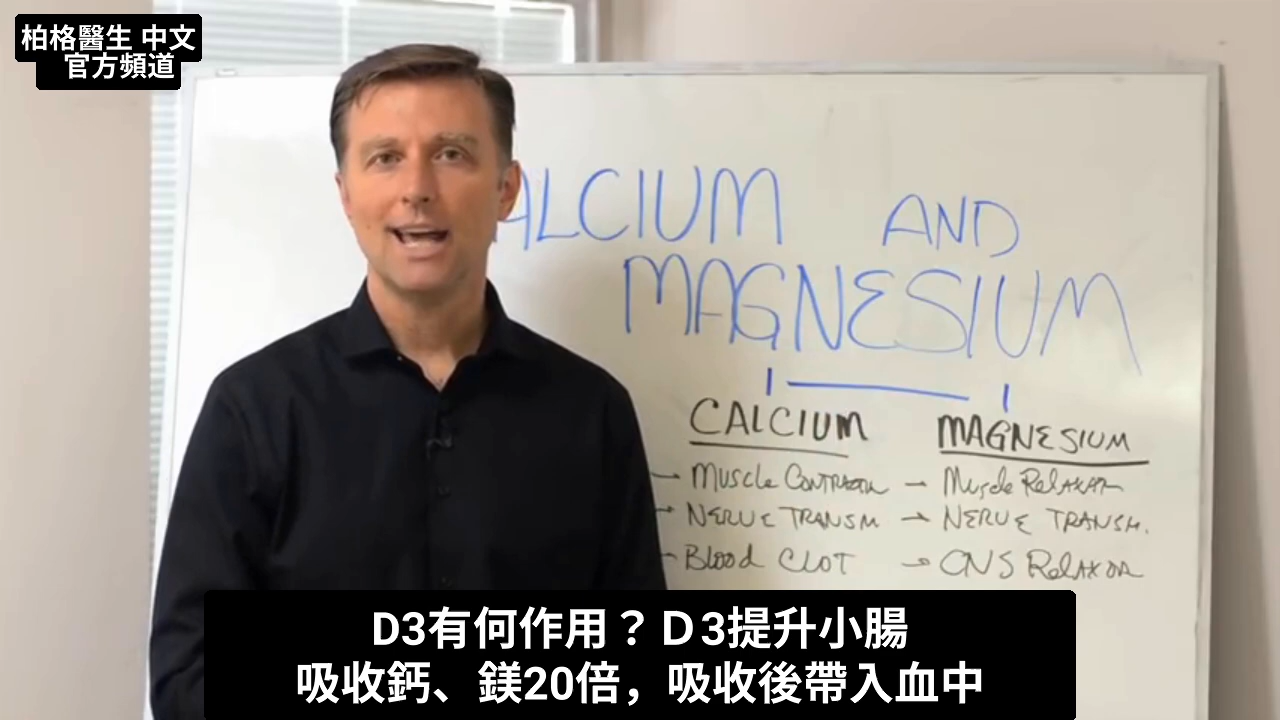 柏格醫生 中文
官方頻道
CALCIUM AND
MAGNESIUM
CALCIUM
MAGNESIUM
→ MUSCLE CONTRACTION
→ MUSCLE RELAXAT
→ NERVE TRANSM
→ NERVE TRANSM.
→ Blood CLOT
→ CNS RELAXOR
D3有何作用？D3提升小腸
吸收鈣、鎂20倍，吸收後帶入血中